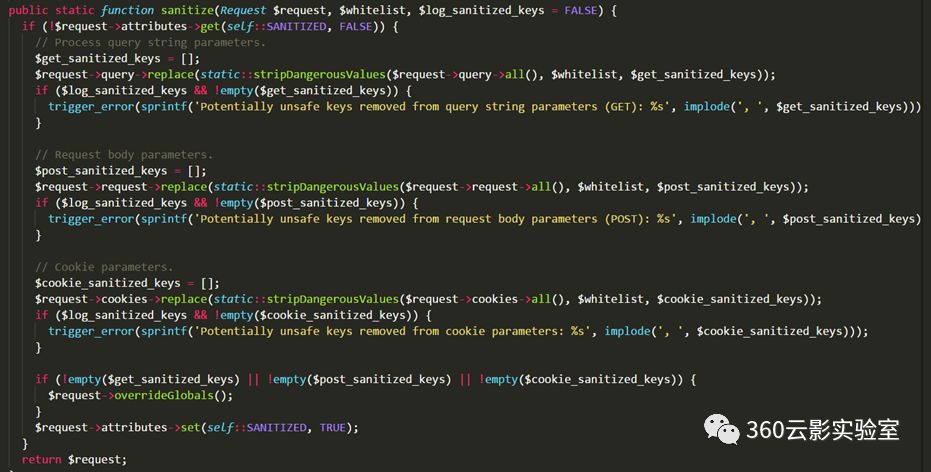 public static function sanitize(Request $request, $whitelist, $log_sanitized_keys = FALSE) {
if (!$request->attributes->get(self::SANITIZED, FALSE)) {
// Process query string parameters.
$get_sanitized_keys = [];
$request->query->replace(static::stripDangerousValues($request->query->all(), $whitelist, $get_sanitized_keys));
if ($log_sanitized_keys && !empty($get_sanitized_keys)) {
trigger_error(sprintf('Potentially unsafe keys removed from query string parameters (GET): %s', implode(', ', $get_sanitized_keys)))
}
// Request body parameters.
$post_sanitized_keys = [];
$request->request->replace(static::stripDangerousValues($request->request->all(), $whitelist, $post_sanitized_keys));
if ($log_sanitized_keys && !empty($post_sanitized_keys)) {
trigger_error(sprintf('Potentially unsafe keys removed from request body parameters (POST): %s', implode(', ', $post_sanitized_keys)
}
// Cookie parameters.
$cookie_sanitized_keys = [];
$request->cookies->replace(static::stripDangerousValues($request->cookies->all(), $whitelist, $cookie_sanitized_keys));
if ($log_sanitized_keys && !empty($cookie_sanitized_keys)) {
trigger_error(sprintf('Potentially unsafe keys removed from cookie parameters: %s', implode(', ', $cookie_sanitized_keys)));
}
if (!empty($get_sanitized_keys) || !empty($post_sanitized_keys) || !empty($cookie_sanitized_keys)) {
$request->overrideGlobals();
}
$request->attributes->set(self::SANITIZED, TRUE);
}
return $request;
360云影实验室